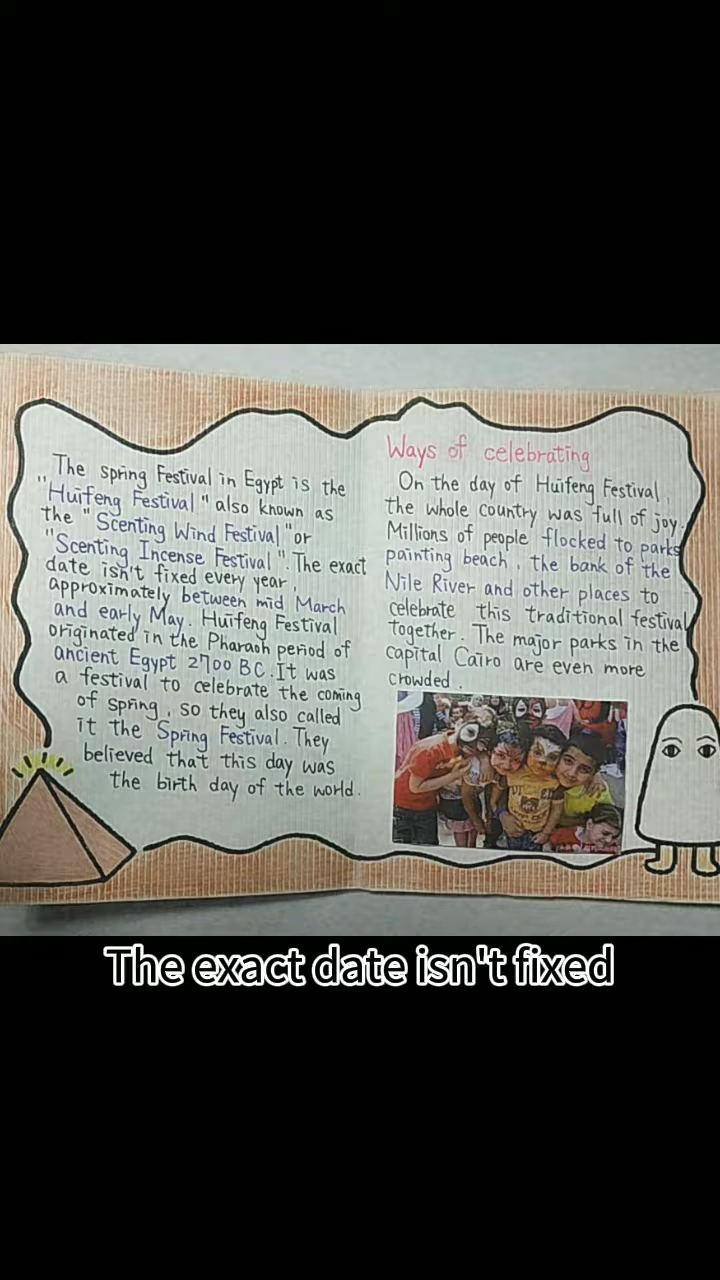 The spring Festival in Egypt is the
"Huifeng Festival" also known as
the "Scenting Wind Festival" or
"Scenting Incense Festival". The exact
date isn't fixed every year,
approximately between mid March
and early May. Huifeng Festival
originated in the Pharaoh period of
ancient Egypt 2700 BC. It was
a festival to celebrate the coming
of spring, so they also called
it the Spring Festival. They
believed that this day was
the birth day of the world.
Ways of celebrating
On the day of Huifeng Festival,
the whole country was full of joy.
Millions of people flocked to parks
painting beach, the bank of the
Nile River and other places to
celebrate this traditional festival
together. The major parks in the
capital Cairo are even more
crowded.
The exact date isn't fixed